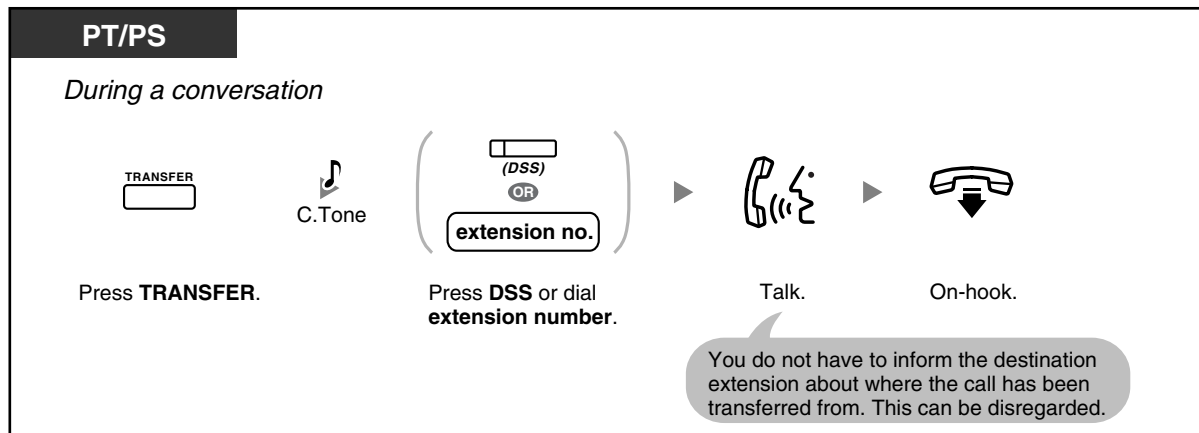 PT/PS
During a conversation
TRANSFER
C.Tone
(DSS)
OR
extension no.
Press TRANSFER.
Press DSS or dial
extension number.
Talk.
On-hook.
You do not have to inform the destination
extension about where the call has been
transferred from. This can be disregarded.